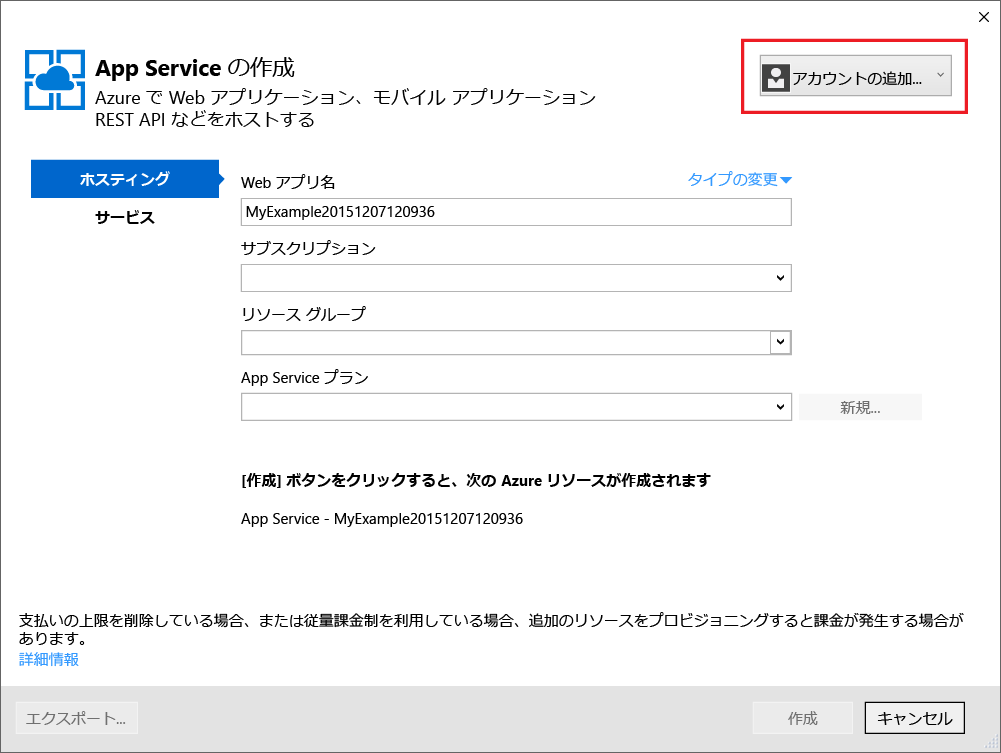 App Service の作成
Azure で Web アプリケーション、モバイル アプリケーション
REST API などをホストする
アカウントの追加...
ホスティング
サービス
Web アプリ名
タイプの変更
MyExample20151207120936
サブスクリプション
リソース グループ
App Service プラン
新規...
[作成] ボタンをクリックすると、次の Azure リソースが作成されます
App Service - MyExample20151207120936
支払いの上限を削除している場合、または従量課金制を利用している場合、追加のリソースをプロビジョニングすると課金が発生する場合が
あります。
詳細情報
エクスポート...
作成
キャンセル